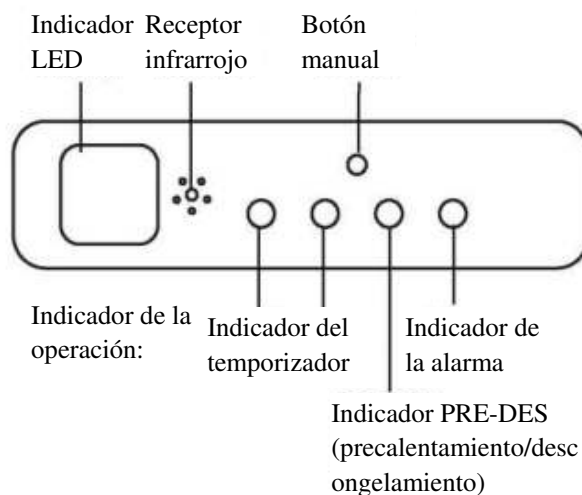 Indicador
LED
Receptor
infrarrojo
Botón
manual
Indicador de la
operación:
Indicador del
temporizador
Indicador de
la alarma
Indicador PRE-DES
(precalentamiento/desc
ongelamiento)